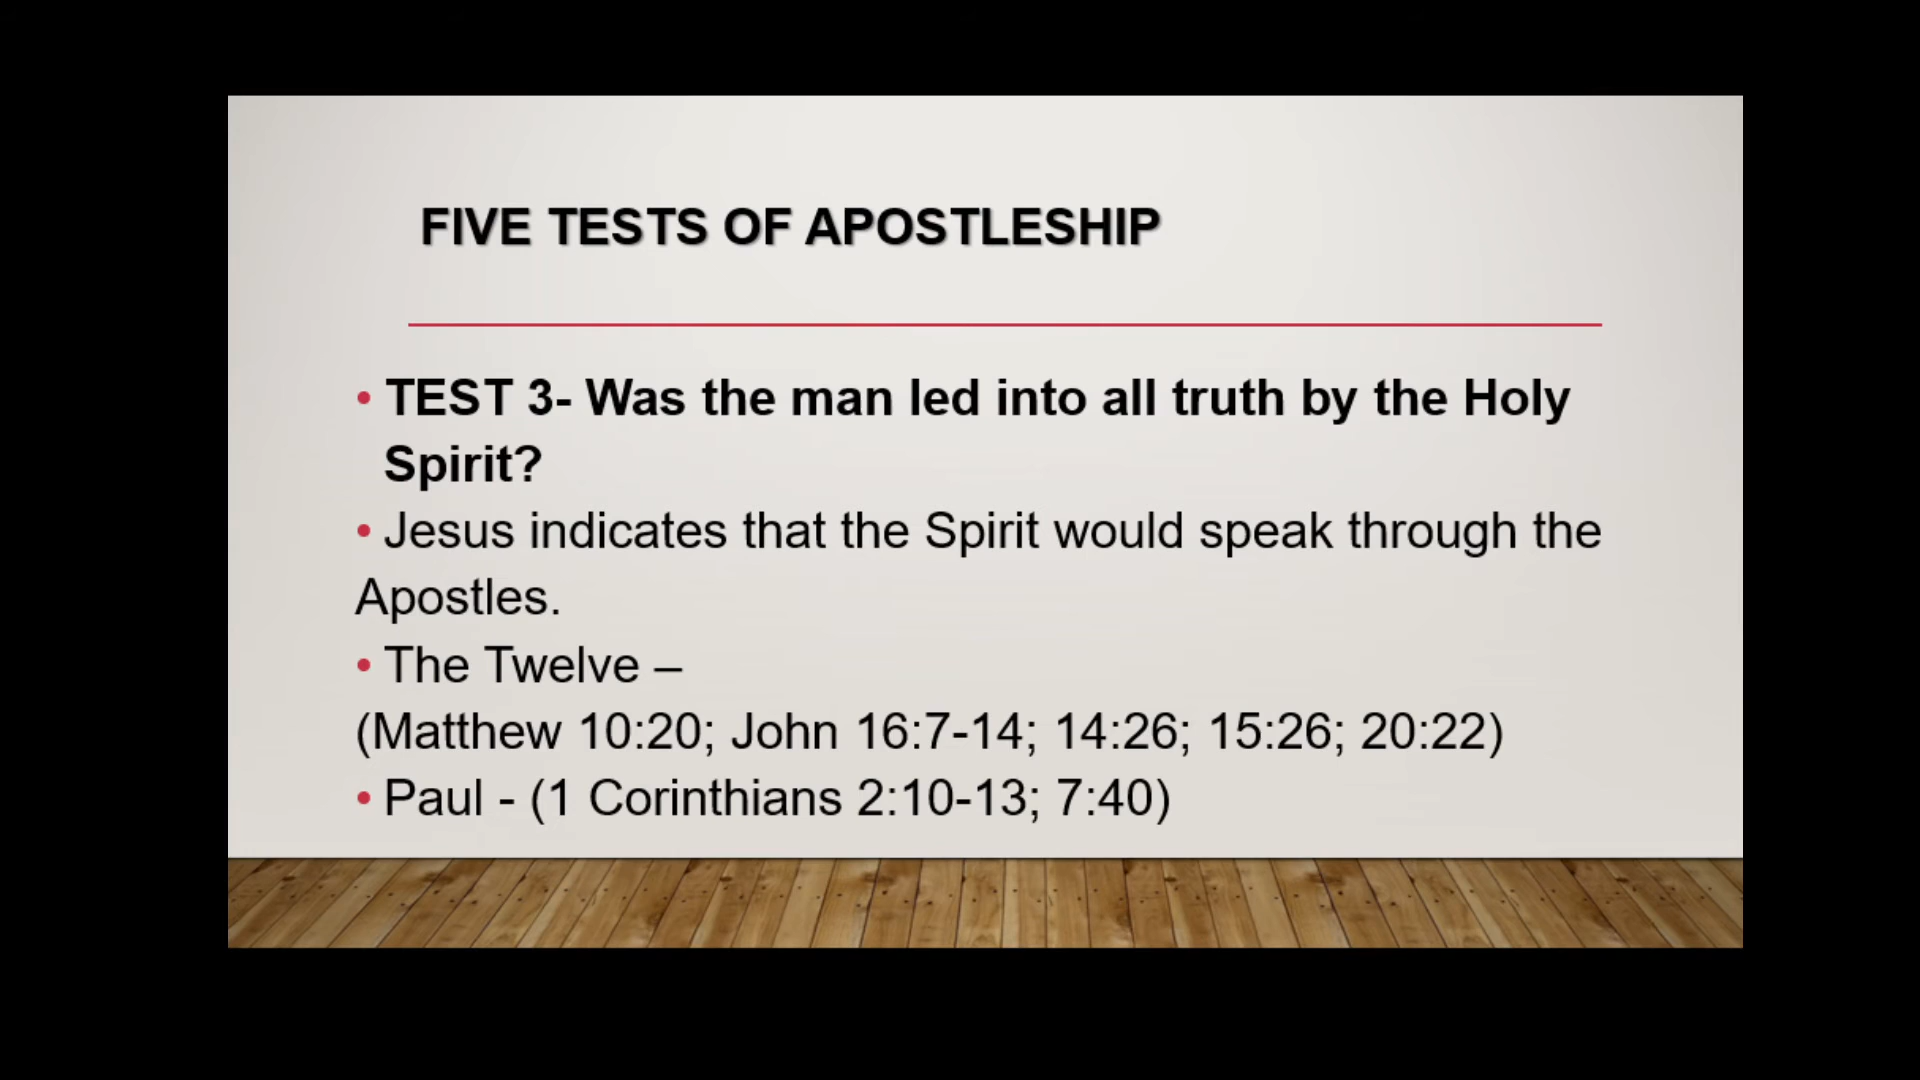 FIVE TESTS OF APOSTLESHIP
• TEST 3- Was the man led into all truth by the Holy
Spirit?
• Jesus indicates that the Spirit would speak through the
Apostles.
• The Twelve –
(Matthew 10:20; John 16:7-14; 14:26; 15:26; 20:22)
• Paul - (1 Corinthians 2:10-13; 7:40)